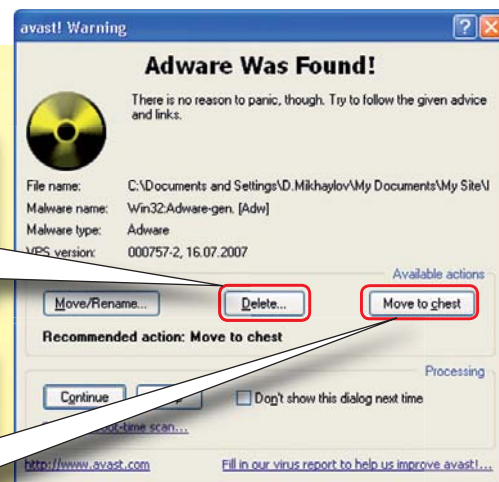 avast! Warning
Adware Was Found!
There is no reason to panic, though. Try to follow the given advice
and links.
File name: C:\Documents and Settings\D.Mikhaylov\My Documents\My Site\I
Malware name: Win32:Adware-gen. [Adw]
Malware type: Adware
VPS version: 000757-2, 16.07.2007
Available actions
Move/Rename... Delete... Move to chest
Recommended action: Move to chest
Processing
Continue Don't show this dialog next time
-time scan...
http://www.avast.com Fill in our virus report to help us improve avast!...